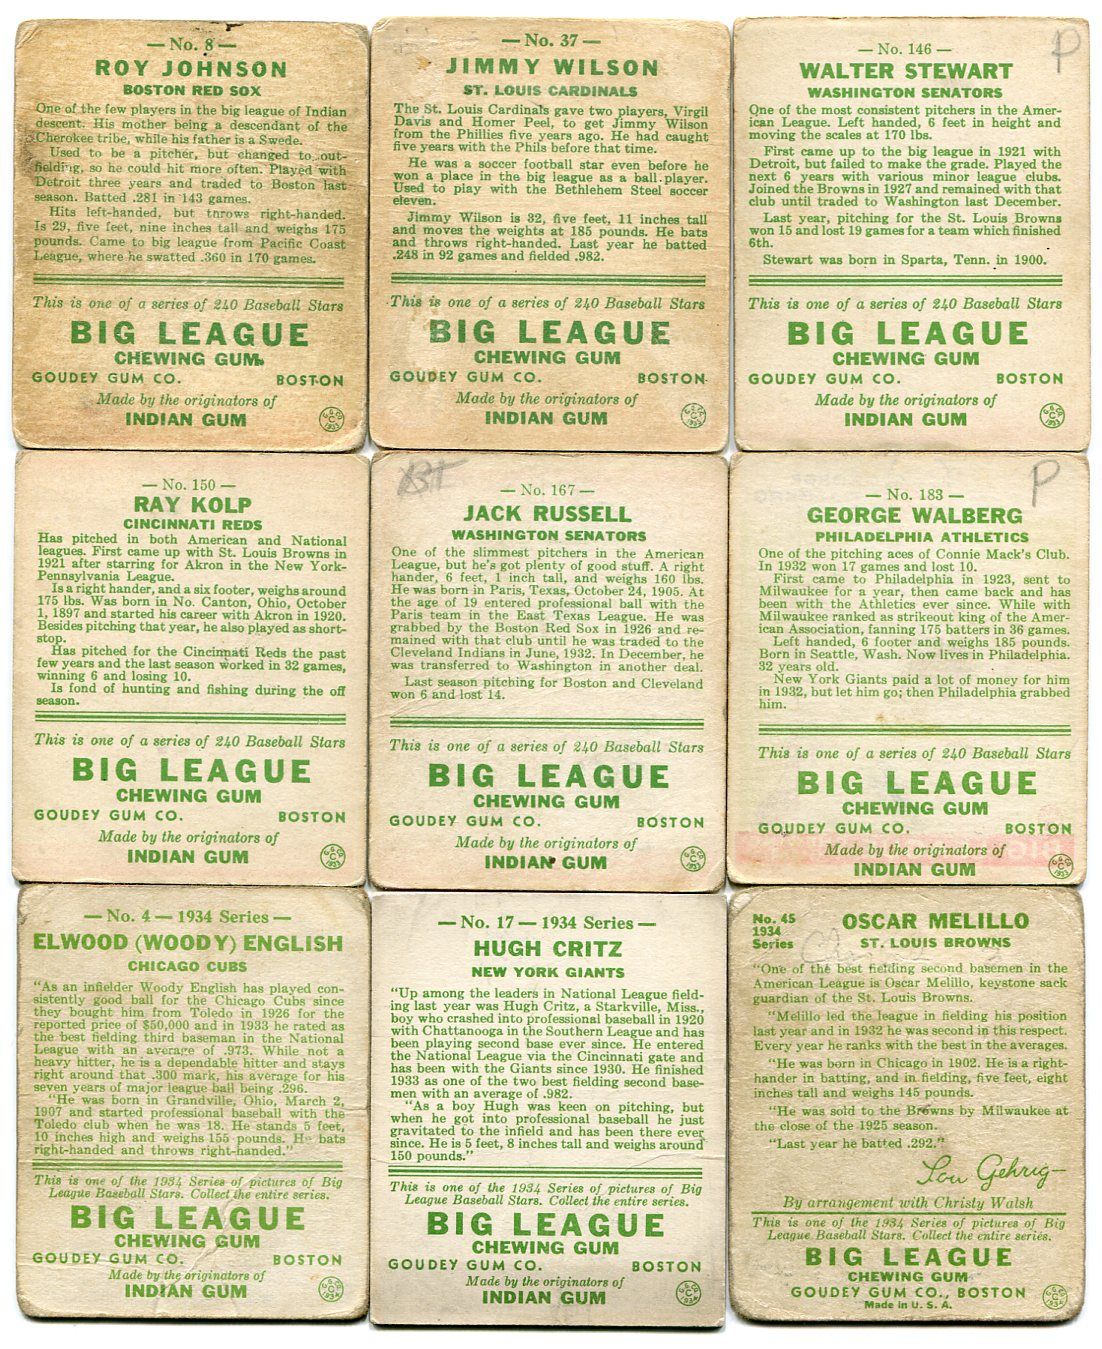 — No. 8 —
ROY JOHNSON
BOSTON RED SOX
One of the few players in the big league of Indian
descent. His mother being a descendant of the
Cherokee tribe, while his father is a Swede.
Used to be a pitcher, but changed to out-
fielding, so he could hit more often. Played with
Detroit three years and traded to Boston last
season. Batted .281 in 143 games.
Hits left-handed, but throws right-handed.
Is 29, five feet, nine inches tall and weighs 175
pounds. Came to big league from Pacific Coast
League, where he swatted .360 in 170 games.
This is one of a series of 240 Baseball Stars
BIG LEAGUE
CHEWING GUM
GOUDEY GUM CO. BOSTON
Made by the originators of
INDIAN GUM
G.G.CO.
C
1933
— No. 37 —
JIMMY WILSON
ST. LOUIS CARDINALS
The St. Louis Cardinals gave two players, Virgil
Davis and Homer Peel, to get Jimmy Wilson
from the Phillies five years ago. He had caught
five years with the Phils before that time.
He was a soccer football star even before he
won a place in the big league as a ball player.
Used to play with the Bethlehem Steel soccer
eleven.
Jimmy Wilson is 32, five feet, 11 inches tall
and moves the weights at 185 pounds. He bats
and throws right-handed. Last year he batted
.248 in 92 games and fielded .982.
This is one of a series of 240 Baseball Stars
BIG LEAGUE
CHEWING GUM
GOUDEY GUM CO. BOSTON
Made by the originators of
INDIAN GUM
G.G.CO.
C
1933
P
— No. 146 —
WALTER STEWART
WASHINGTON SENATORS
One of the most consistent pitchers in the Amer-
ican League. Left handed, 6 feet in height and
moving the scales at 170 lbs.
First came up to the big league in 1921 with
Detroit, but failed to make the grade. Played the
next 6 years with various minor league clubs.
Joined the Browns in 1927 and remained with that
club until traded to Washington last December.
Last year, pitching for the St. Louis Browns
won 15 and lost 19 games for a team which finished
6th.
Stewart was born in Sparta, Tenn. in 1900.
This is one of a series of 240 Baseball Stars
BIG LEAGUE
CHEWING GUM
GOUDEY GUM CO. BOSTON
Made by the originators of
INDIAN GUM
G.G.CO.
C
1933
— No. 150 —
RAY KOLP
CINCINNATI REDS
Has pitched in both American and National
leagues. First came up with St. Louis Browns in
1921 after starring for Akron in the New York-
Pennsylvania League.
Is a right hander, and a six footer, weighs around
175 lbs. Was born in No. Canton, Ohio, October
1, 1897 and started his career with Akron in 1920.
Besides pitching that year, he also played as short-
stop.
Has pitched for the Cincinnati Reds the past
few years and the last season worked in 32 games,
winning 6 and losing 10.
Is fond of hunting and fishing during the off
season.
This is one of a series of 240 Baseball Stars
BIG LEAGUE
CHEWING GUM
GOUDEY GUM CO. BOSTON
Made by the originators of
INDIAN GUM
G.G.CO.
C
1933
— No. 167 —
JACK RUSSELL
WASHINGTON SENATORS
One of the slimmest pitchers in the American
League, but he's got plenty of good stuff. A right
hander, 6 feet, 1 inch tall, and weighs 160 lbs.
He was born in Paris, Texas, October 24, 1905. At
the age of 19 entered professional ball with the
Paris team in the East Texas League. He was
grabbed by the Boston Red Sox in 1926 and re-
mained with that club until he was traded to the
Cleveland Indians in June, 1932. In December, he
was transferred to Washington in another deal.
Last season pitching for Boston and Cleveland
won 6 and lost 14.
This is one of a series of 240 Baseball Stars
BIG LEAGUE
CHEWING GUM
GOUDEY GUM CO. BOSTON
Made by the originators of
INDIAN GUM
G.G.CO.
C
1933
P
— No. 183 —
GEORGE WALBERG
PHILADELPHIA ATHLETICS
One of the pitching aces of Connie Mack's Club.
In 1932 won 17 games and lost 10.
First came to Philadelphia in 1923, sent to
Milwaukee for a year, then came back and has
been with the Athletics ever since. While with
Milwaukee ranked as strikeout king of the Amer-
ican Association, fanning 175 batters in 36 games.
Left handed, 6 footer and weighs 185 pounds.
Born in Seattle, Wash. Now lives in Philadelphia.
32 years old.
New York Giants paid a lot of money for him
in 1932, but let him go; then Philadelphia grabbed
him.
This is one of a series of 240 Baseball Stars
BIG LEAGUE
CHEWING GUM
GOUDEY GUM CO. BOSTON
Made by the originators of
INDIAN GUM
G.G.CO.
C
1933
— No. 4 — 1934 Series —
ELWOOD (WOODY) ENGLISH
CHICAGO CUBS
"As an infielder Woody English has played con-
sistently good ball for the Chicago Cubs since
they bought him from Toledo in 1926 for the
reported price of $50,000 and in 1933 he rated as
the best fielding third baseman in the National
League with an average of .973. While not a
heavy hitter, he is a dependable hitter and stays
right around that .300 mark, his average for his
seven years of major league ball being .296.
"He was born in Grandville, Ohio, March 2,
1907 and started professional baseball with the
Toledo club when he was 18. He stands 5 feet,
10 inches high and weighs 155 pounds. He bats
right-handed and throws right-handed."
This is one of the 1934 Series of pictures of Big
League Baseball Stars. Collect the entire series.
BIG LEAGUE
CHEWING GUM
GOUDEY GUM CO. BOSTON
Made by the originators of
INDIAN GUM
G.G.CO.
C
1934
— No. 17 — 1934 Series —
HUGH CRITZ
NEW YORK GIANTS
"Up among the leaders in National League field-
ing last year was Hugh Critz, a Starkville, Miss.,
boy who crashed into professional baseball in 1920
with Chattanooga in the Southern League and has
been playing second base ever since. He entered
the National League via the Cincinnati gate and
has been with the Giants since 1930. He finished
1933 as one of the two best fielding second base-
men with an average of .982.
"As a boy Hugh was keen on pitching, but
when he got into professional baseball he just
gravitated to the infield and has been there ever
since. He is 5 feet, 8 inches tall and weighs around
150 pounds."
This is one of the 1934 Series of pictures of Big
League Baseball Stars. Collect the entire series.
BIG LEAGUE
CHEWING GUM
GOUDEY GUM CO. BOSTON
Made by the originators of
INDIAN GUM
G.G.CO.
C
1934
No. 45
1934
Series
OSCAR MELILLO
ST. LOUIS BROWNS
"One of the best fielding second basemen in the
American League is Oscar Melillo, keystone sack
guardian of the St. Louis Browns.
"Melillo led the league in fielding his position
last year and in 1932 he was second in this respect.
Every year he ranks with the best in the averages.
"He was born in Chicago in 1902. He is a right-
hander in batting, and in fielding, five feet, eight
inches tall and weighs 145 pounds.
"He was sold to the Browns by Milwaukee at
the close of the 1925 season.
"Last year he batted .292."
Lou Gehrig
By arrangement with Christy Walsh
This is one of the 1934 Series of pictures of Big
League Baseball Stars. Collect the entire series.
BIG LEAGUE
CHEWING GUM
GOUDEY GUM CO., BOSTON
Made in U. S. A.
G.G.CO.
C
1934